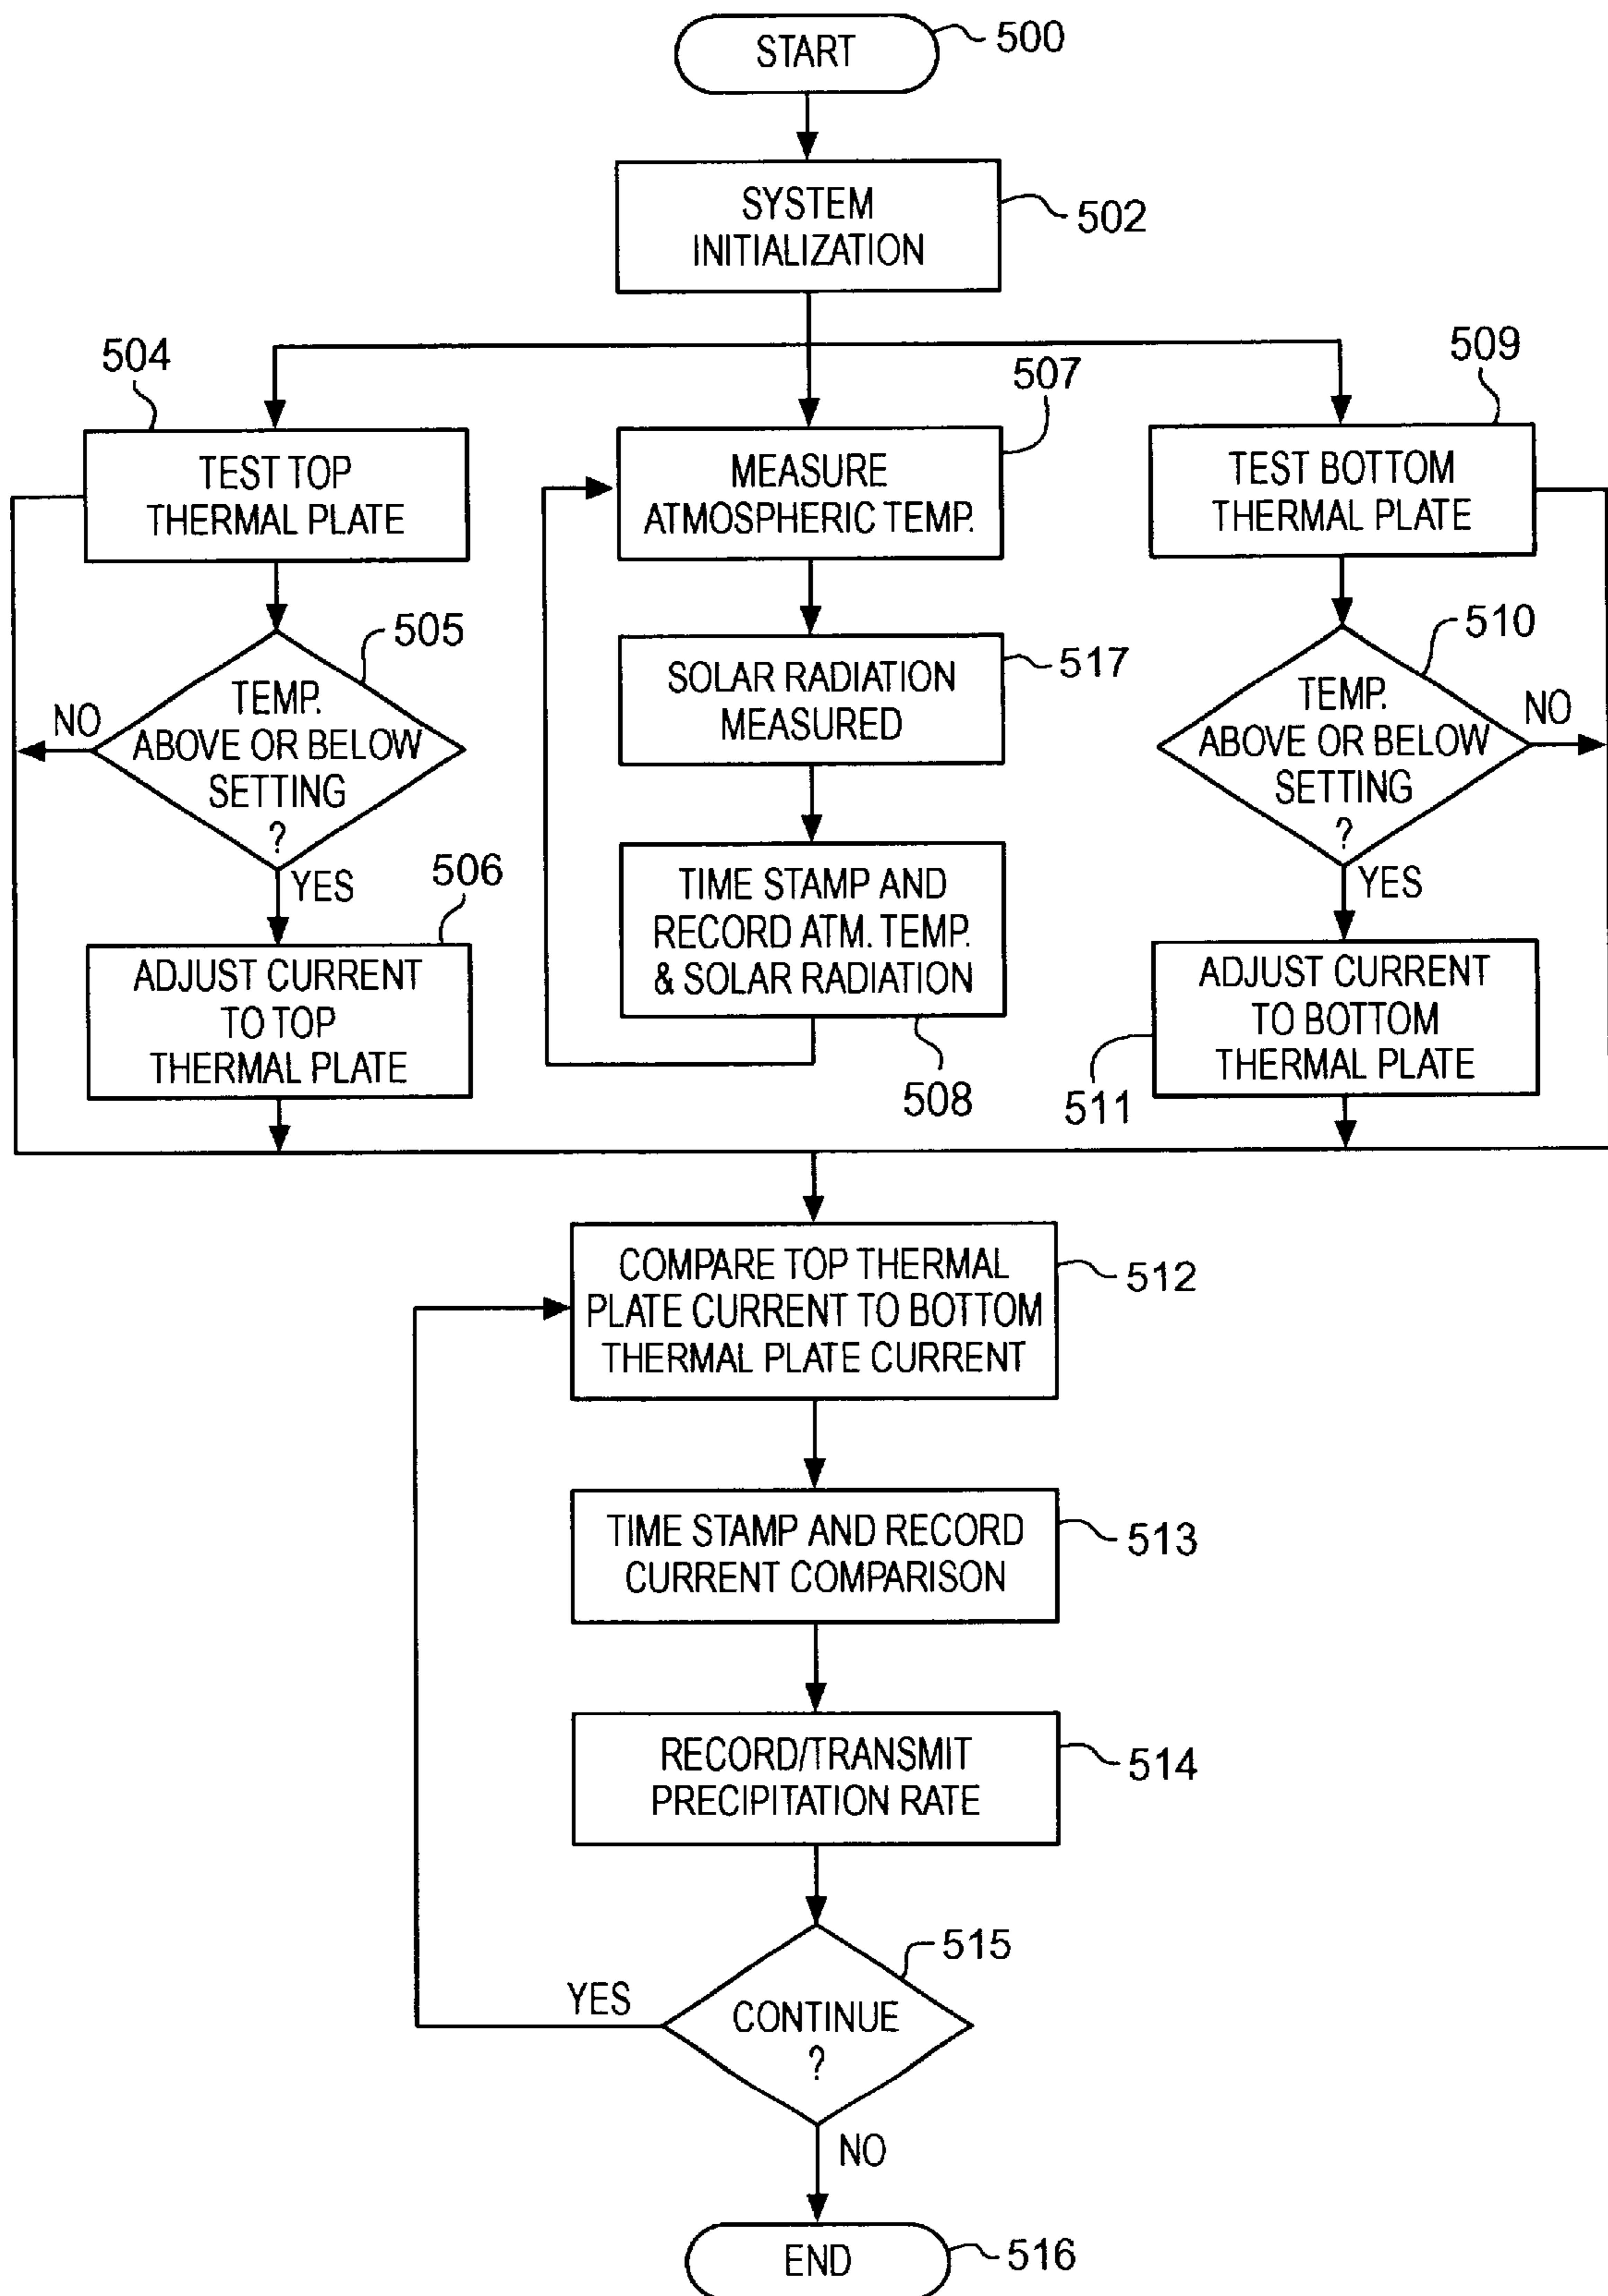 START
500
SYSTEM
INITIALIZATION
502
504
TEST TOP
THERMAL PLATE
505
TEMP.
ABOVE OR BELOW
SETTING
?
NO
YES
506
ADJUST CURRENT
TO TOP
THERMAL PLATE
507
MEASURE
ATMOSPHERIC TEMP.
SOLAR RADIATION
MEASURED
517
TIME STAMP AND
RECORD ATM. TEMP.
& SOLAR RADIATION
508
509
TEST BOTTOM
THERMAL PLATE
510
TEMP.
ABOVE OR BELOW
SETTING
?
NO
YES
ADJUST CURRENT
TO BOTTOM
THERMAL PLATE
511
COMPARE TOP THERMAL
PLATE CURRENT TO BOTTOM
THERMAL PLATE CURRENT
512
TIME STAMP AND RECORD
CURRENT COMPARISON
513
RECORD/TRANSMIT
PRECIPITATION RATE
514
515
CONTINUE
?
YES
NO
END
516